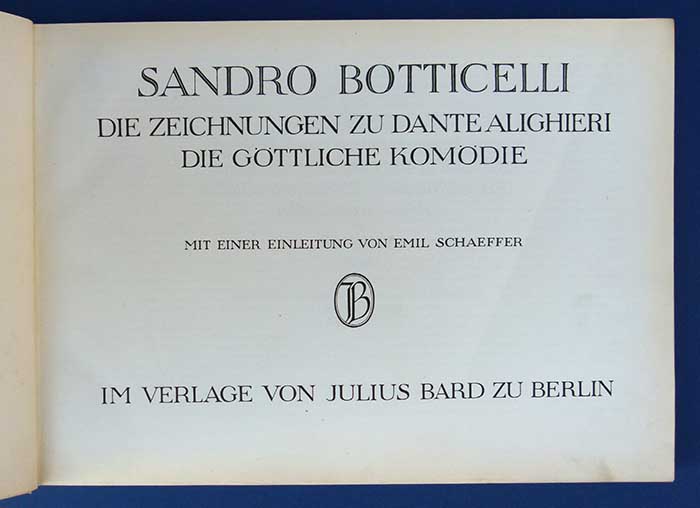 SANDRO BOTTICELLI
DIE ZEICHNUNGEN ZU DANTE ALIGHIERI
DIE GÖTTLICHE KOMÖDIE
MIT EINER EINLEITUNG VON EMIL SCHAEFFER
JB
IM VERLAGE VON JULIUS BARD ZU BERLIN